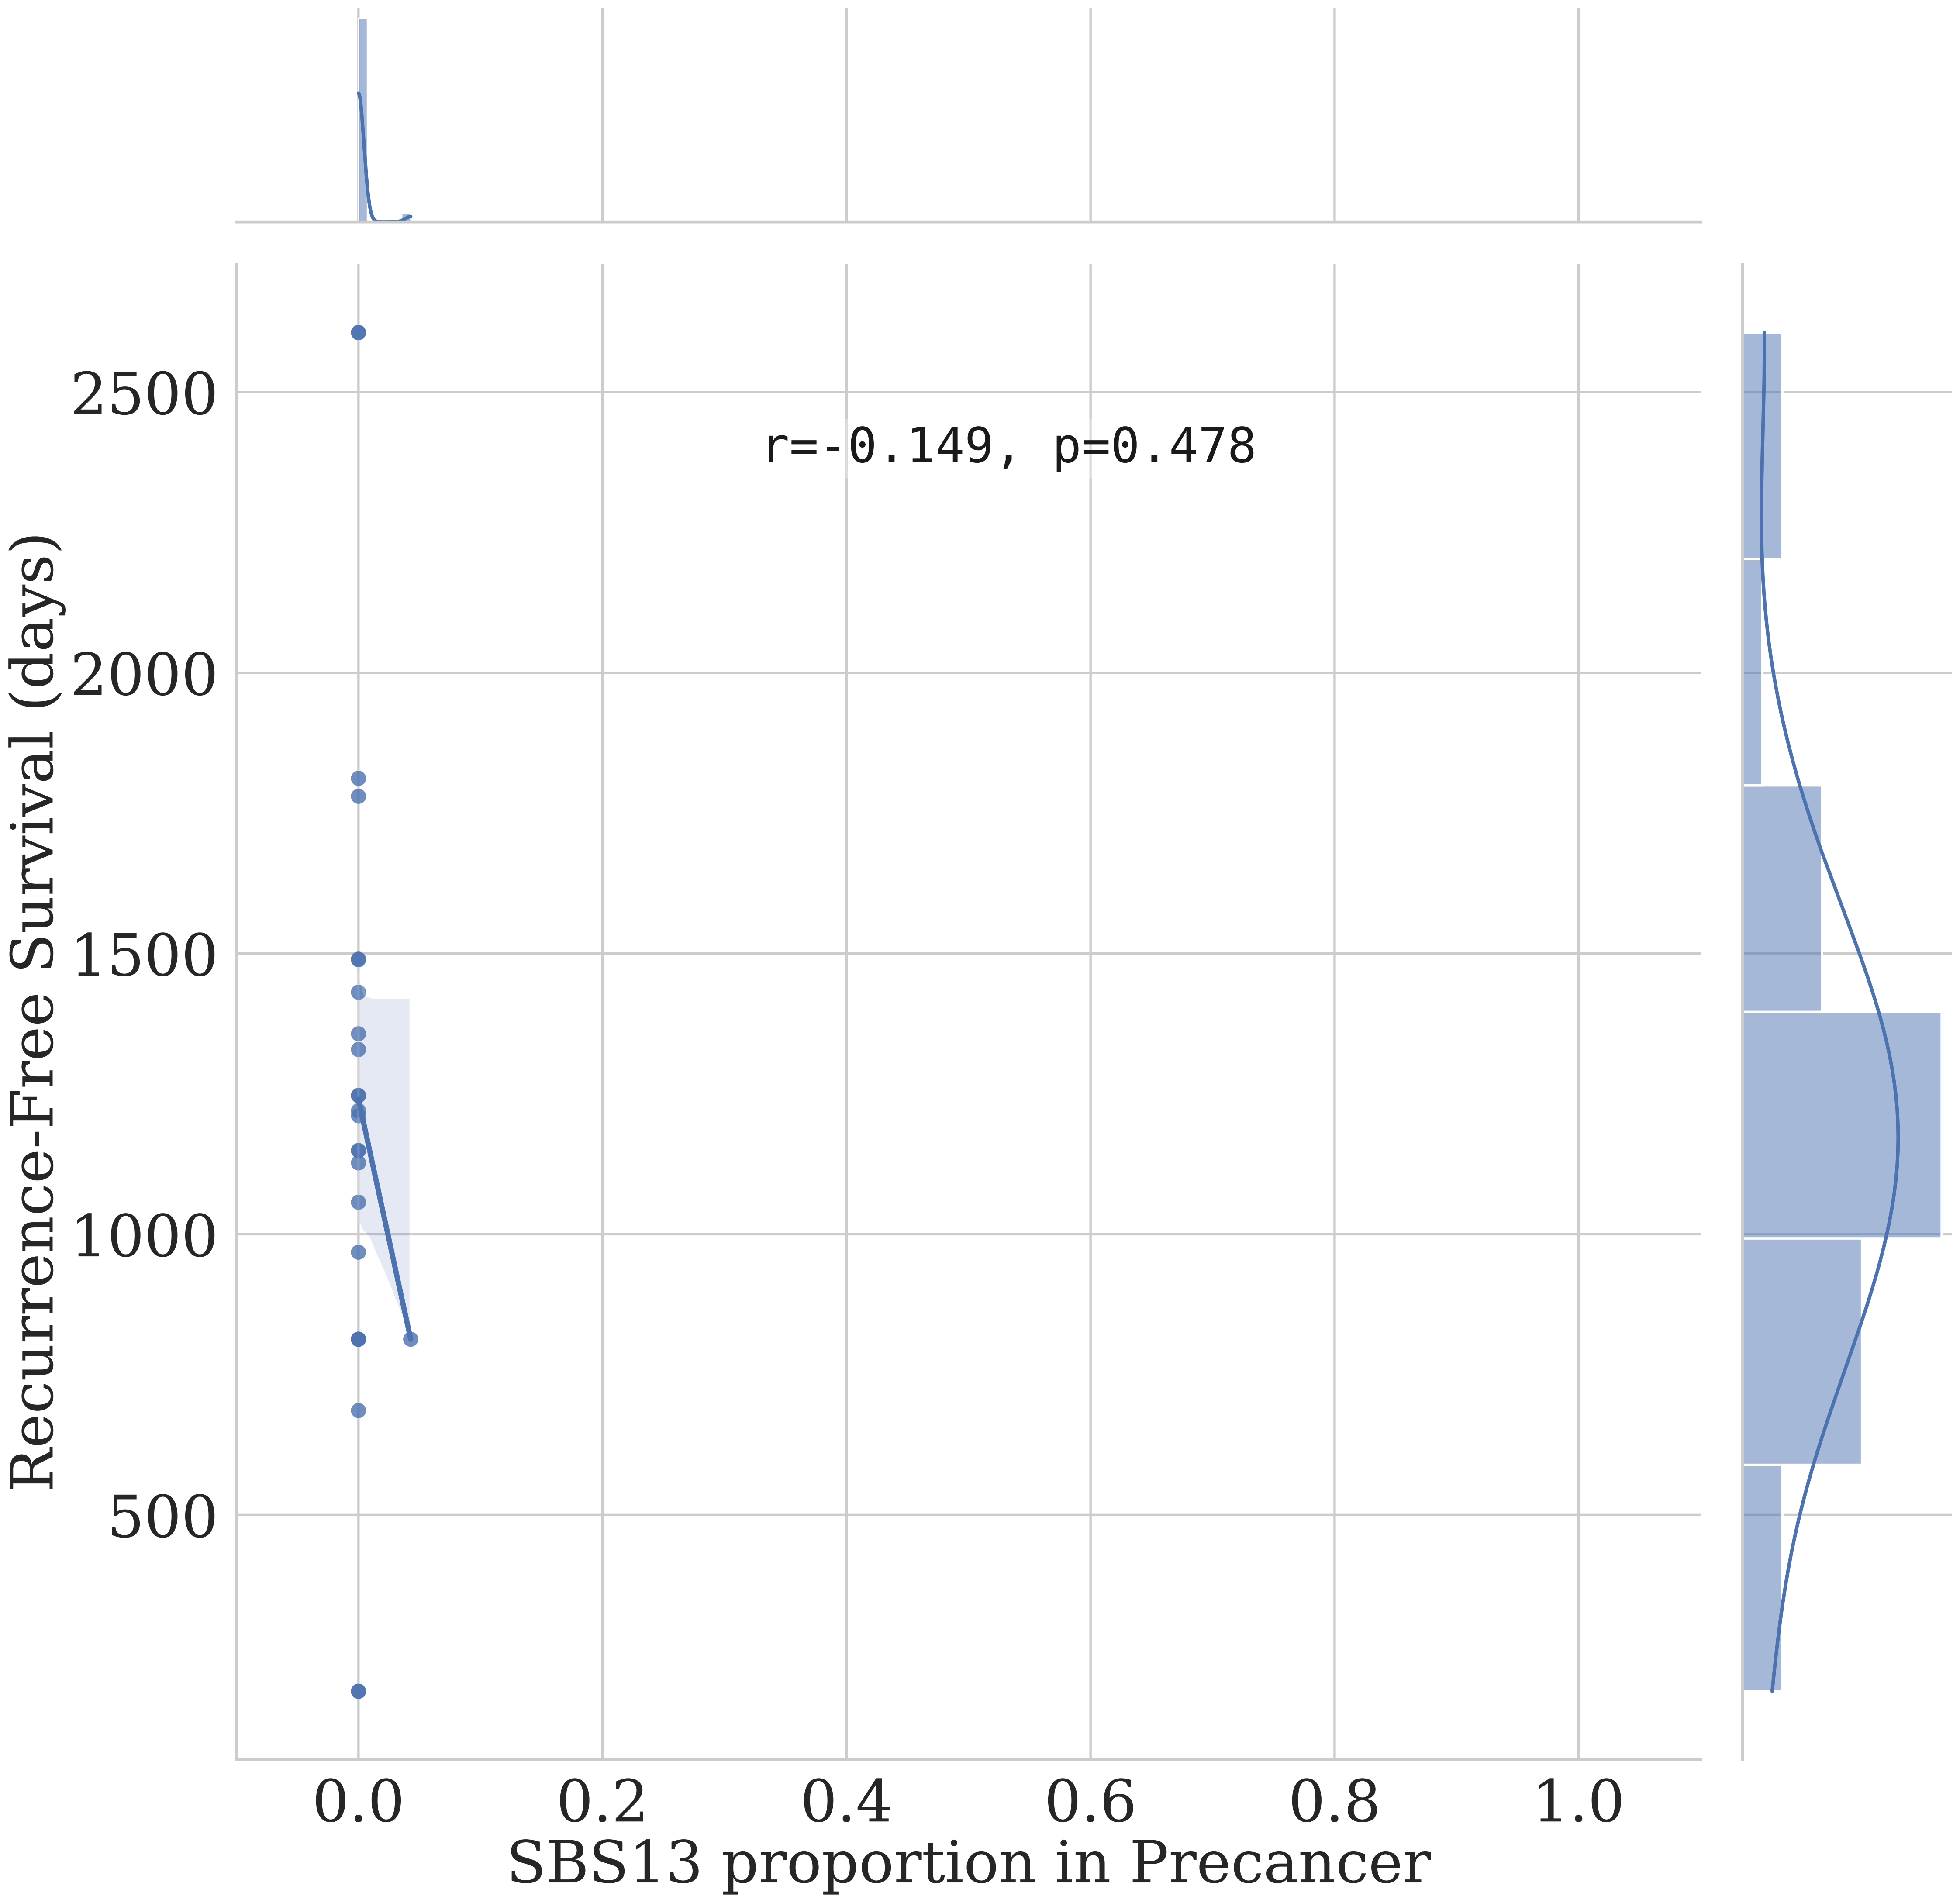 r=-0.149, p=0.478
Recurrence-Free Survival (days)
2500
2000
1500
1000
500
0.0 0.2 0.4 0.6 0.8 1.0
SBS13 proportion in Precancer